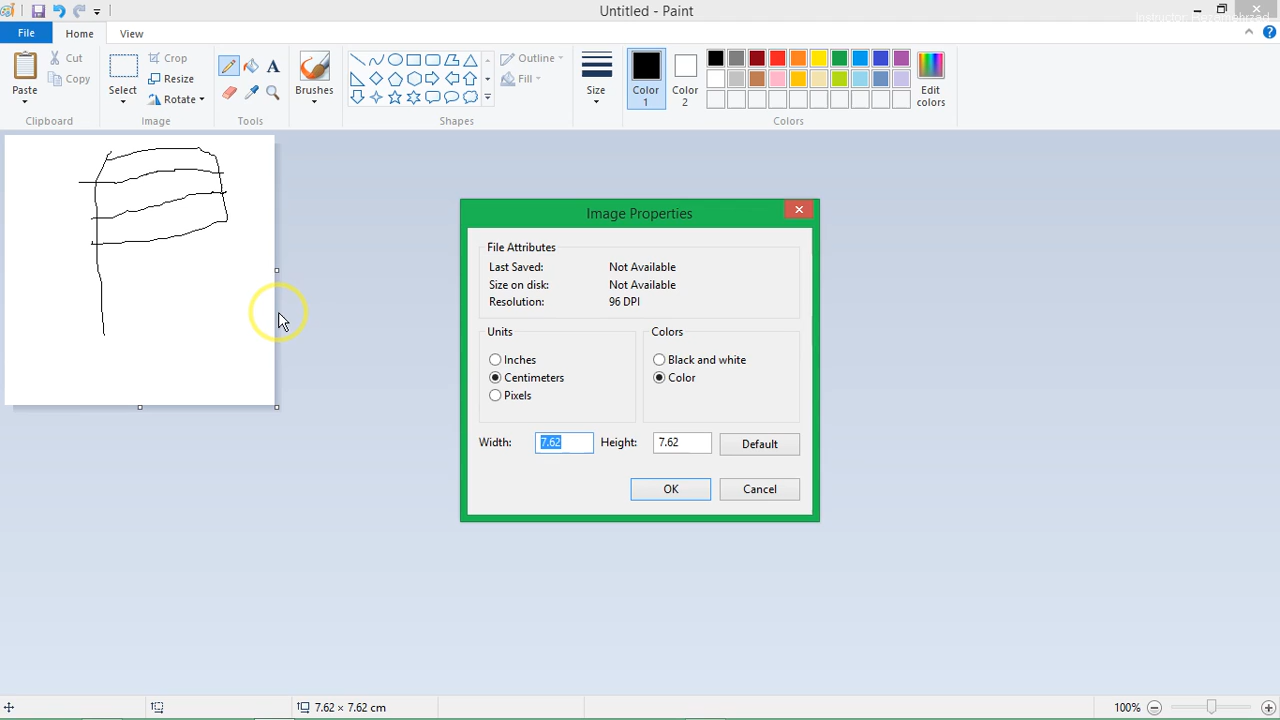 Untitled - Paint
Instructor: Rezamehrzad
File Home View
Paste
Cut
Copy
Clipboard
Select
Crop
Resize
Rotate
Image
A
Tools
Brushes
Outline
Fill
Shapes
Size
Color 1
Color 2
Edit colors
Colors
Image Properties
File Attributes
Last Saved: Not Available
Size on disk: Not Available
Resolution: 96 DPI
Units
Inches
Centimeters
Pixels
Colors
Black and white
Color
Width: 7.62 Height: 7.62 Default
OK Cancel
7.62 × 7.62 cm 100%